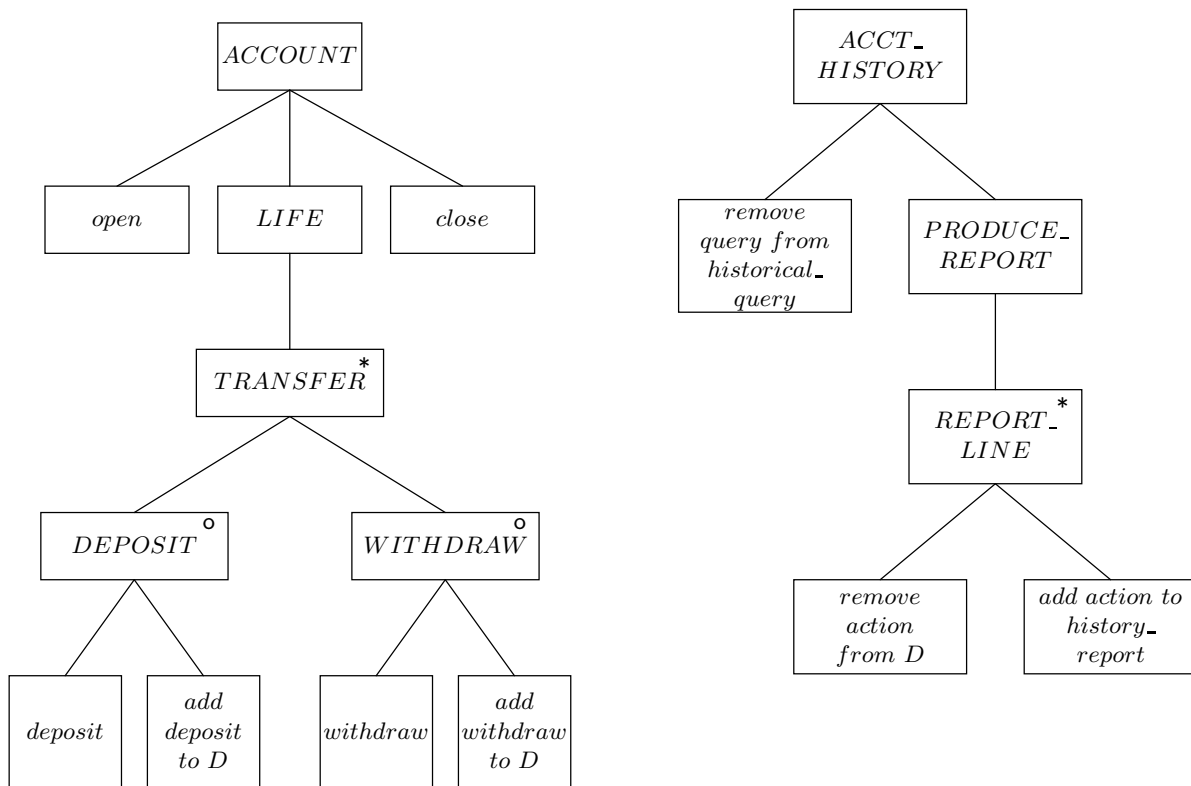 ACCOUNT
open
LIFE
close
TRANSFER*
DEPOSIT o
WITHDRAW o
deposit
add
deposit
to D
withdraw
add
withdraw
to D
ACCT_
HISTORY
remove
query from
historical_
query
PRODUCE_
REPORT
REPORT_*
LINE
remove
action
from D
add action to
history_
report